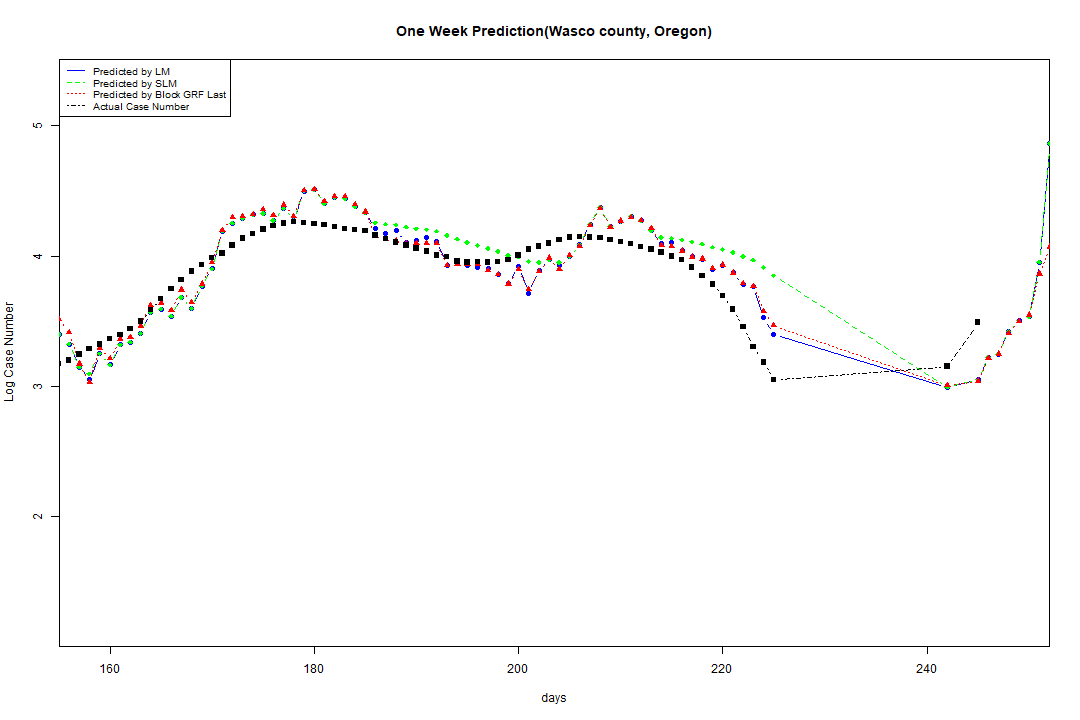 One Week Prediction(Wasco county, Oregon)
Predicted by LM
Predicted by SLM
Predicted by Block GRF Last
Actual Case Number
Log Case Number
5
4
3
2
160 180 200 220 240
days